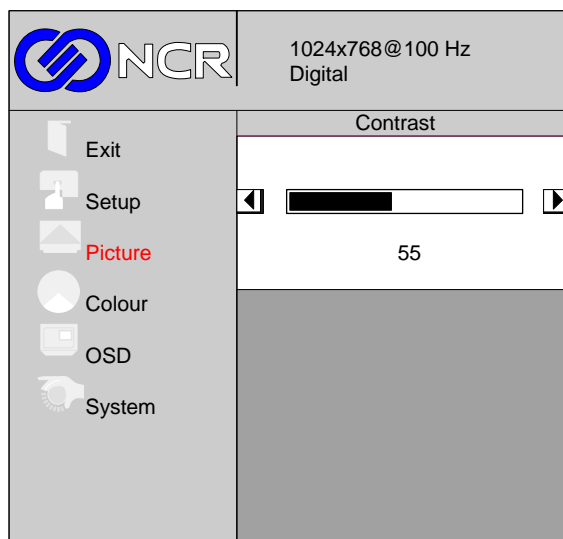 NCR
1024x768@100 Hz
Digital
Contrast
55
Exit
Setup
Picture
Colour
OSD
System